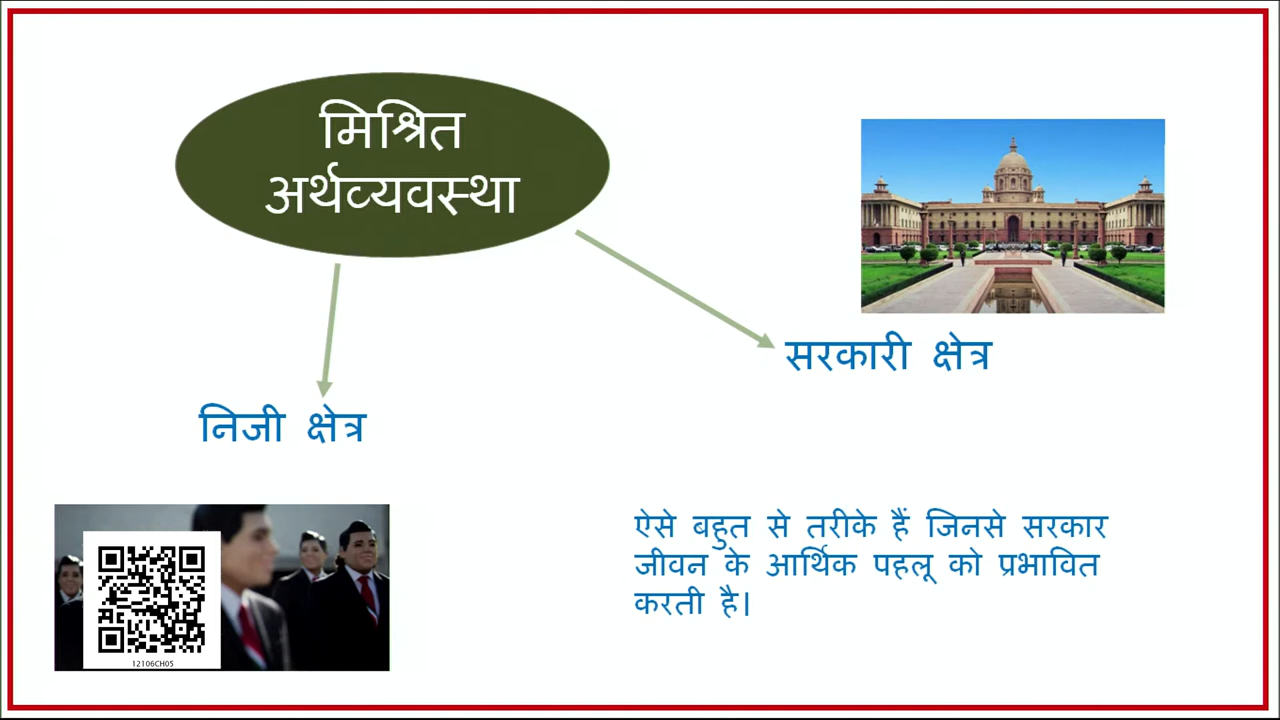 मिश्रित
अर्थव्यवस्था
सरकारी क्षेत्र
निजी क्षेत्र
ऐसे बहुत से तरीके हैं जिनसे सरकार
जीवन के आर्थिक पहलू को प्रभावित
करती है।
12106CH05